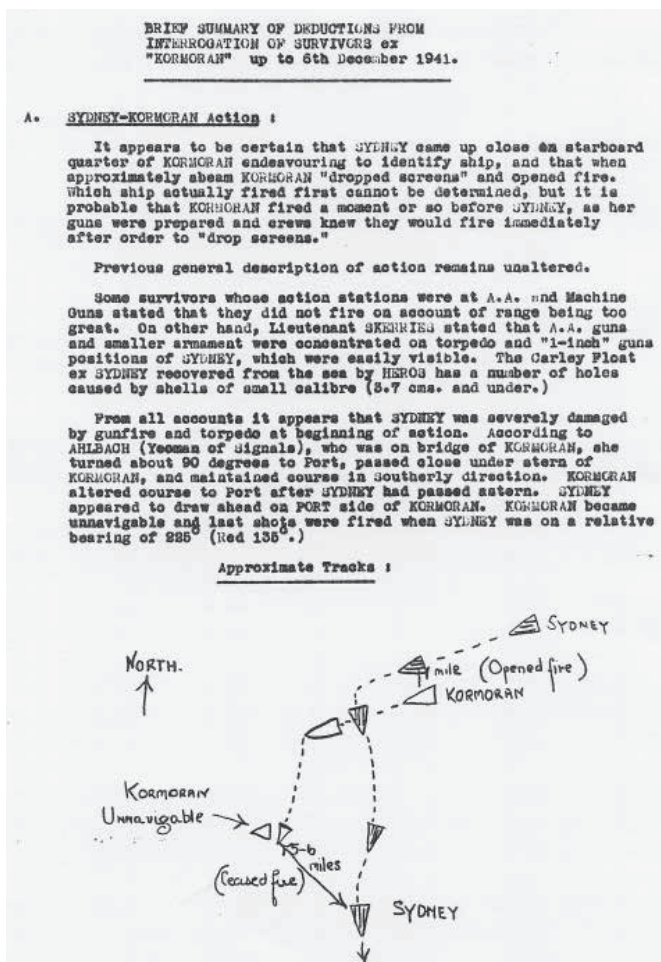 BRIEF SUMMARY OF DEDUCTIONS FROM
INTERROGATION OF SURVIVORS ex
"KORMORAN" up to 6th December 1941.
A. SYDNEY-KORMORAN Action :
It appears to be certain that SYDNEY came up close on starboard
quarter of KORMORAN endeavouring to identify ship, and that when
approximately abeam KORMORAN "dropped screens" and opened fire.
Which ship actually fired first cannot be determined, but it is
probable that KORMORAN fired a moment or so before SYDNEY, as her
guns were prepared and crews knew they would fire immediately
after order to "drop screens."
Previous general description of action remains unaltered.
Some survivors whose action stations were at A.A. and Machine
Guns stated that they did not fire on account of range being too
great. On other hand, Lieutenant SKERRIES stated that A.A. guns
and smaller armament were concentrated on torpedo and "1-inch" guns
positions of SYDNEY, which were easily visible. The Carley Float
ex SYDNEY recovered from the sea by HEROS has a number of holes
caused by shells of small calibre (3.7 cms. and under.)
From all accounts it appears that SYDNEY was severely damaged
by gunfire and torpedo at beginning of action. According to
AHLBACH (Yeoman of Signals), who was on bridge of KORMORAN, she
turned about 90 degrees to Port, passed close under stern of
KORMORAN, and maintained course in Southerly direction. KORMORAN
altered course to Port after SYDNEY had passed astern. SYDNEY
appeared to draw ahead on PORT side of KORMORAN. KORMORAN became
unnavigable and last shots were fired when SYDNEY was on a relative
bearing of 225° (Red 135°.)
Approximate Tracks :
SYDNEY
NORTH.
mile (Opened fire)
KORMORAN
KORMORAN
Unnavigable
5-6
miles
(Ceased fire)
SYDNEY